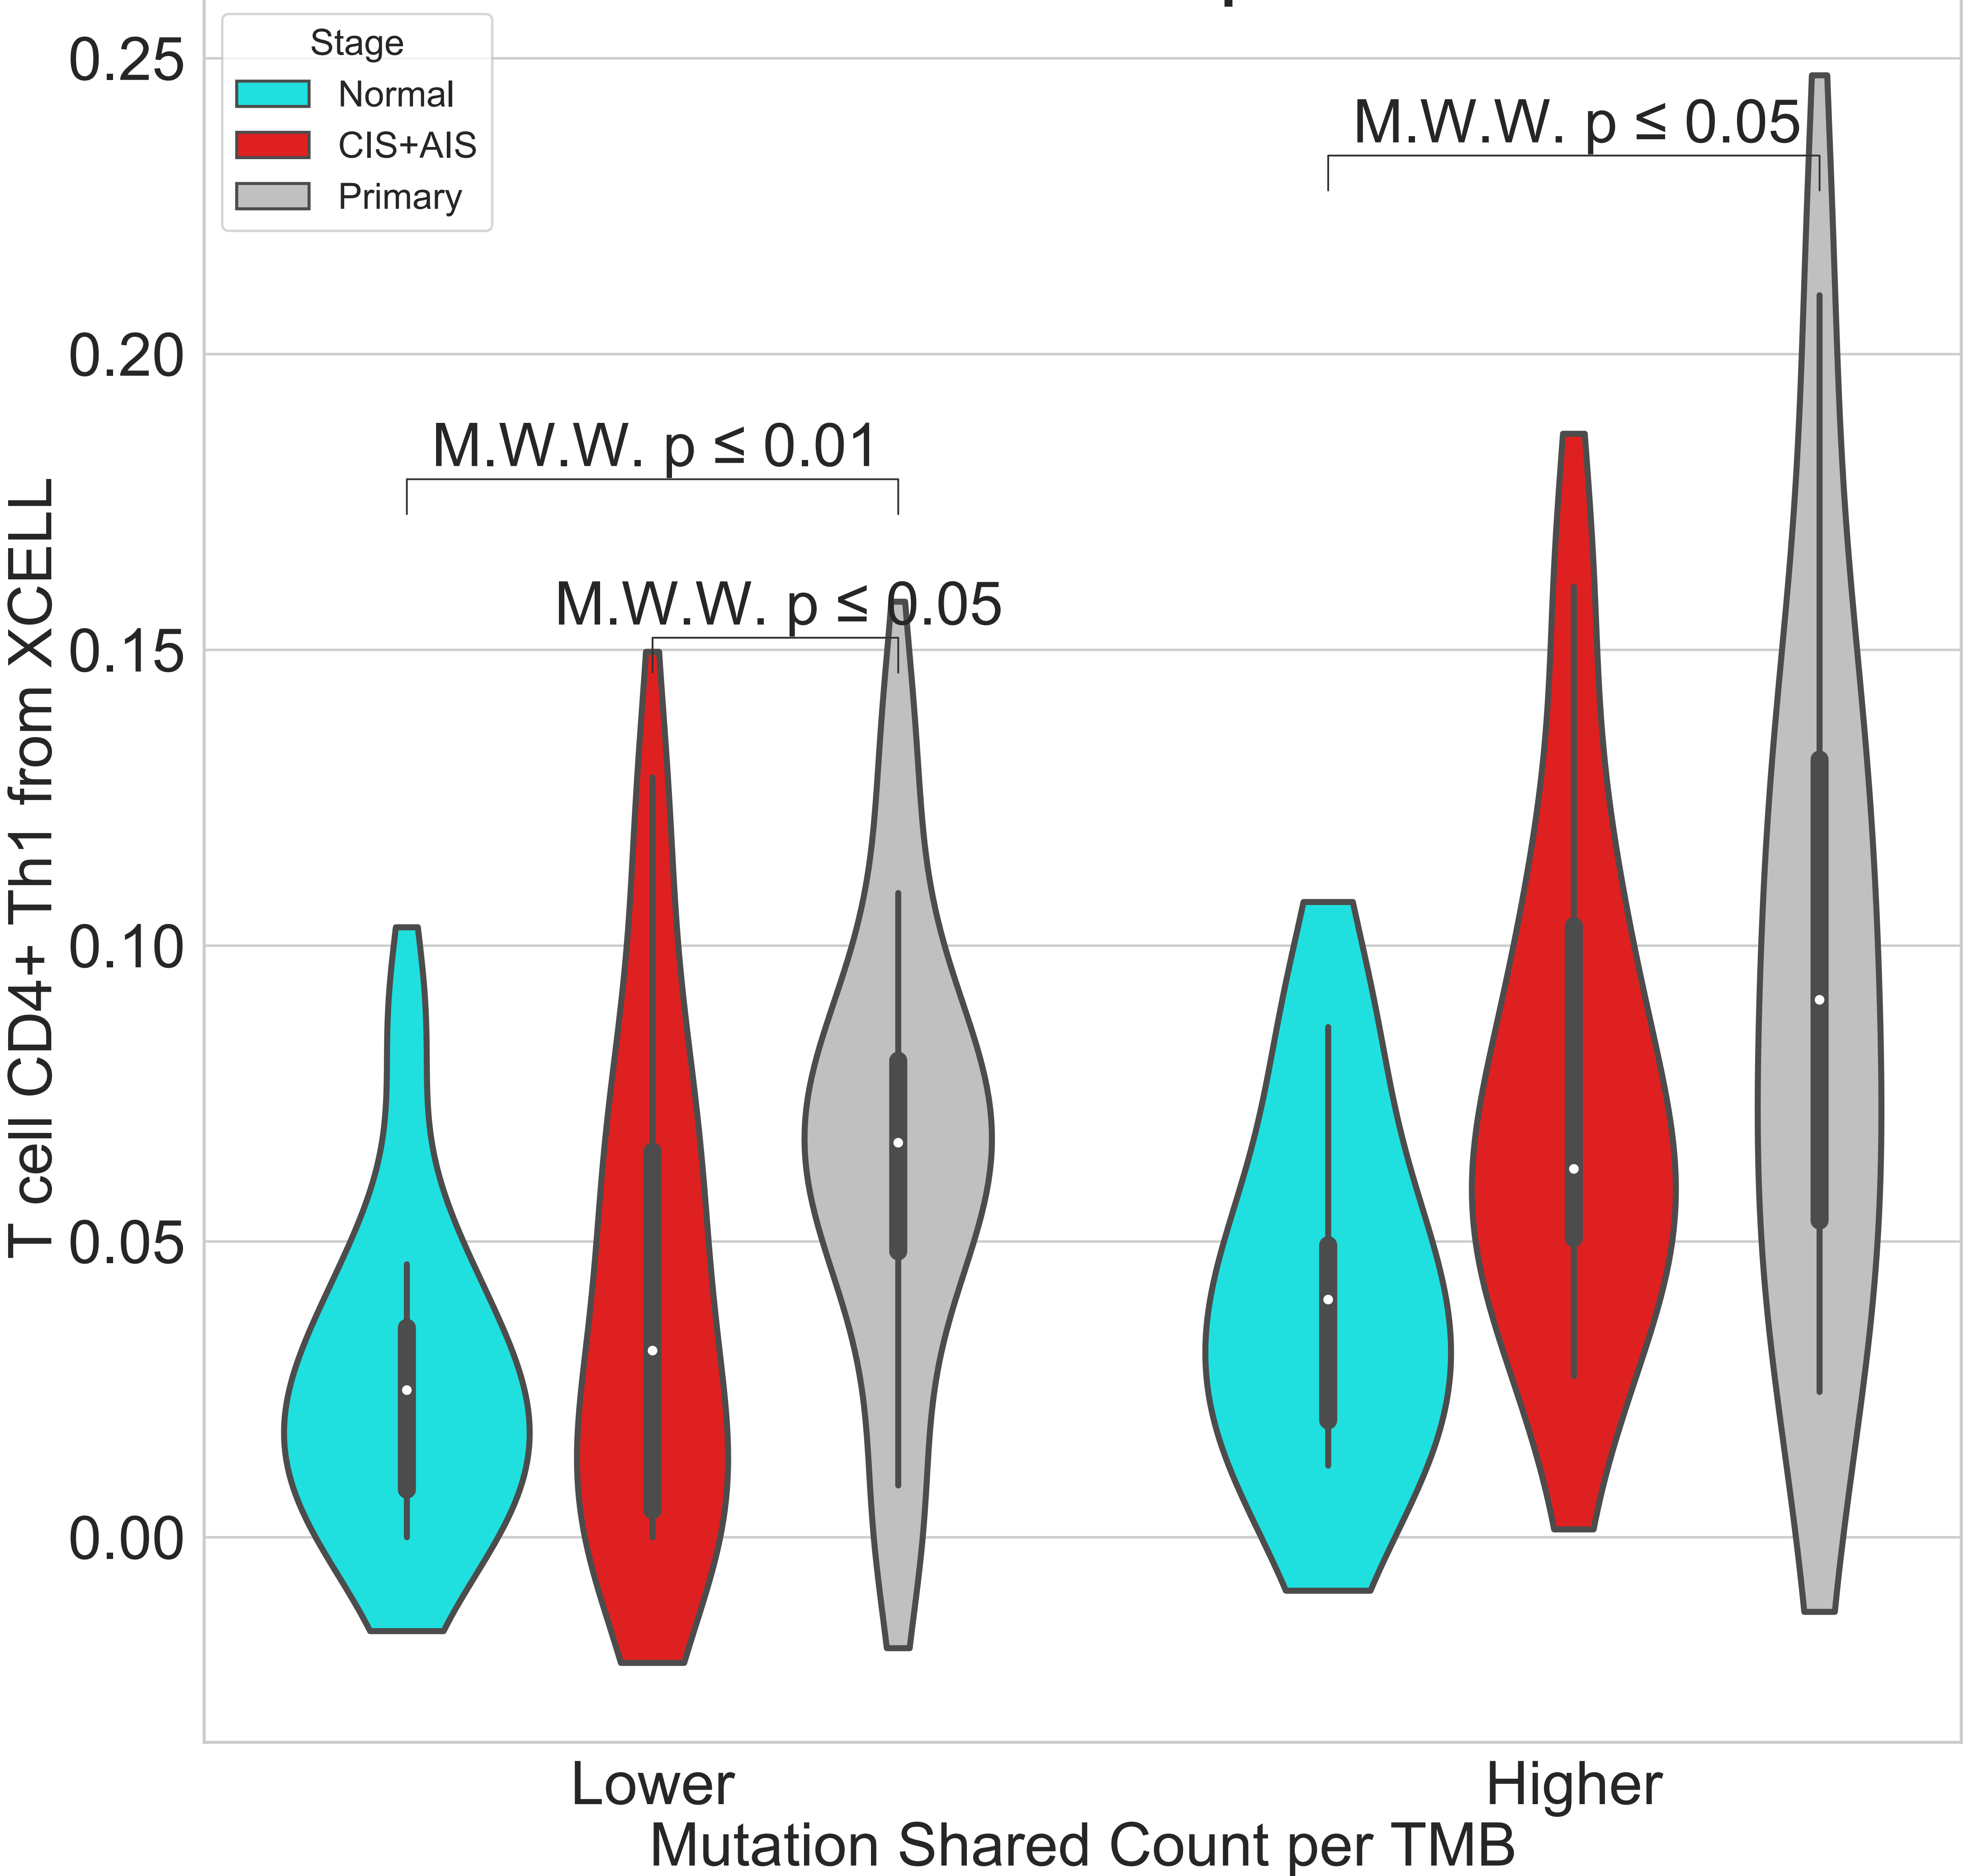 Stage
Normal
CIS+AIS
Primary
0.25
0.20
0.15
0.10
0.05
0.00
T cell CD4+ Th1 from XCELL
M.W.W. p ≤ 0.05
M.W.W. p ≤ 0.01
M.W.W. p ≤ 0.05
Lower
Higher
Mutation Shared Count per TMB